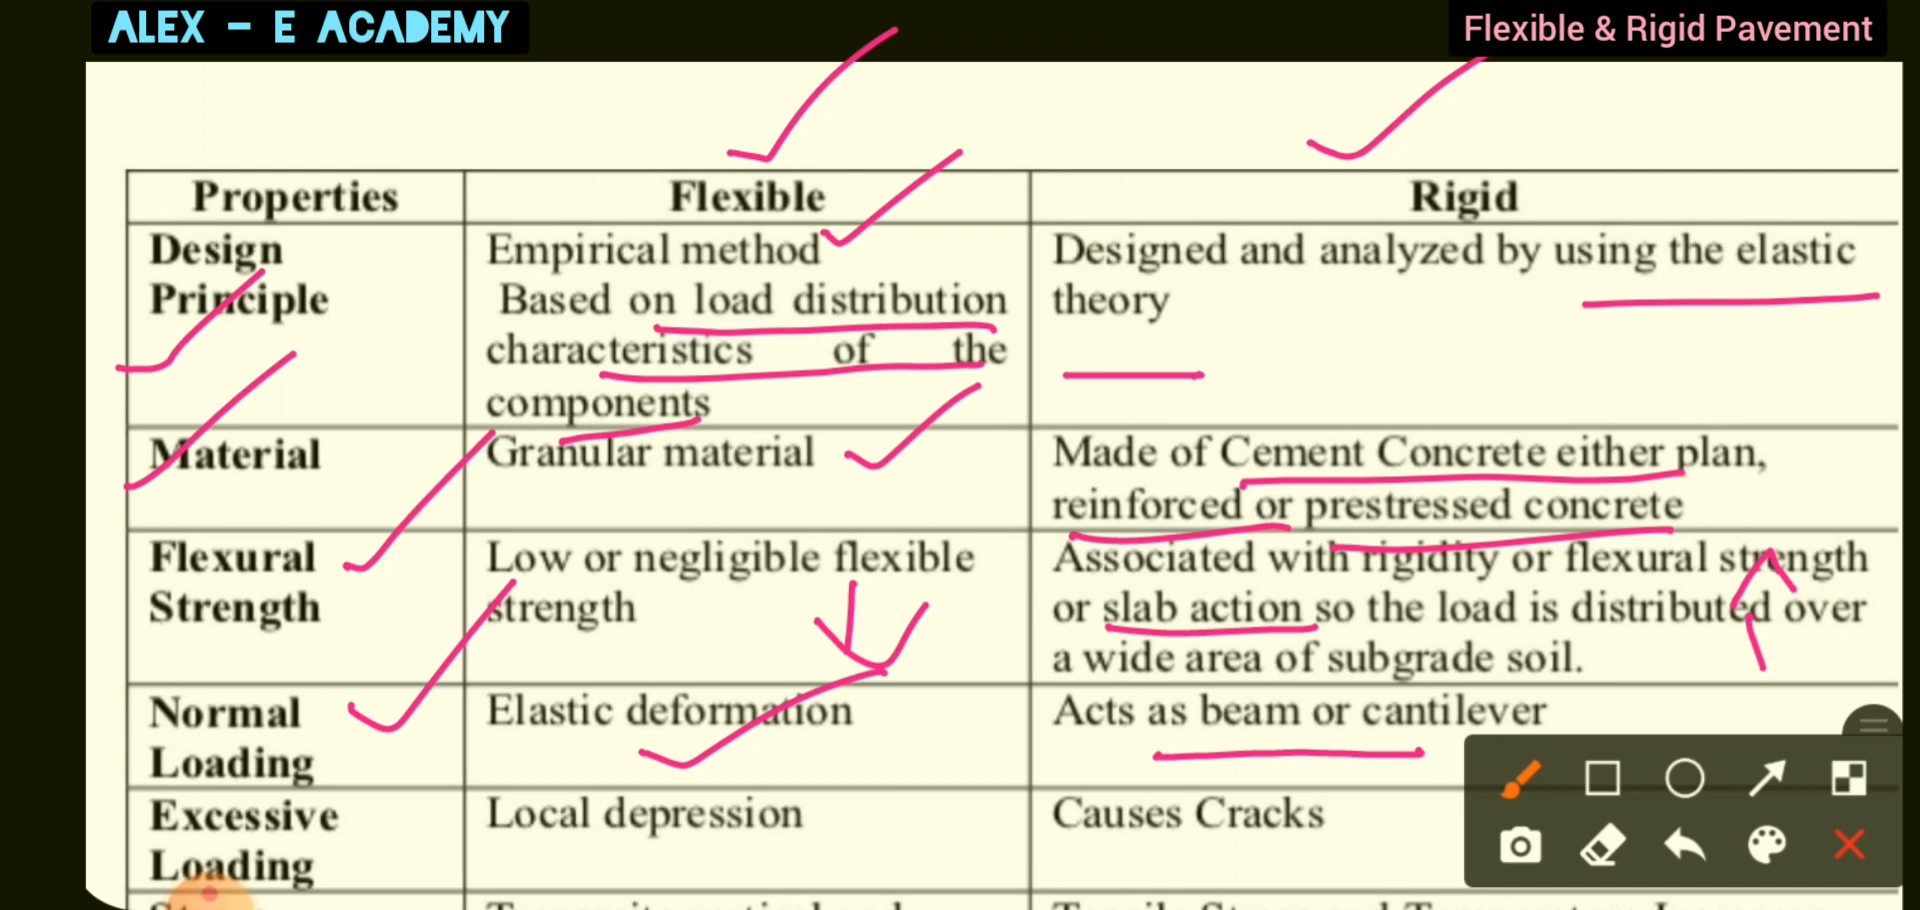 ALEX - E ACADEMY
Flexible & Rigid Pavement
Properties
Flexible
Rigid
Design
Principle
Empirical method
Based on load distribution
characteristics of the
components
Designed and analyzed by using the elastic
theory
Material
Granular material
Made of Cement Concrete either plan,
reinforced or prestressed concrete
Flexural
Strength
Low or negligible flexible
strength
Associated with rigidity or flexural strength
or slab action so the load is distributed over
a wide area of subgrade soil.
Normal
Loading
Elastic deformation
Acts as beam or cantilever
Excessive
Loading
Local depression
Causes Cracks